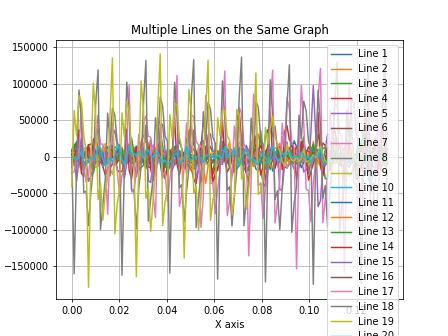 Multiple Lines on the Same Graph
150000
100000
50000
0
−50000
−100000
−150000
0.00
0.02
0.04
0.06
0.08
0.10
X axis
Line 1
Line 2
Line 3
Line 4
Line 5
Line 6
Line 7
Line 8
Line 9
Line 10
Line 11
Line 12
Line 13
Line 14
Line 15
Line 16
Line 17
Line 18
Line 19
Line 20